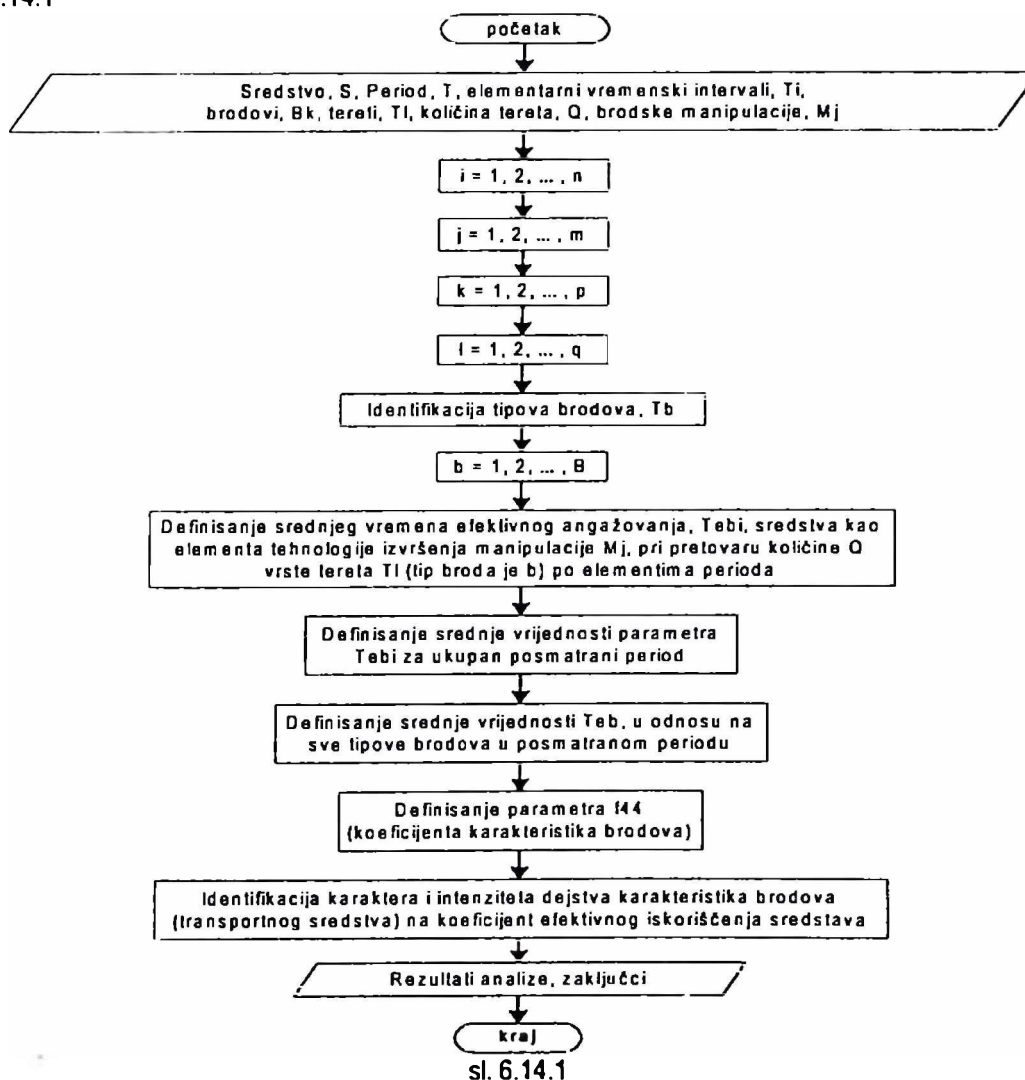 .14.1
početak
Sredstvo, S, Period, T, elementarni vremenski intervali, Ti,
brodovi, Bk, tereti, Tl, količina tereta, Q, brodske manipulacije, Mj
i = 1, 2, ... , n
j = 1, 2, ... , m
k = 1, 2, ... , p
l = 1, 2, ... , q
Identifikacija tipova brodova, Tb
b = 1, 2, ... , B
Definisanje srednjeg vremena efektivnog angažovanja, Tebi, sredstva kao
elementa tehnologije izvršenja manipulacije Mj, pri pretovaru količine Q
vrste tereta Tl (tip broda je b) po elementima perioda
Definisanje srednje vrijednosti parametra
Tebi za ukupan posmatrani period
Definisanje srednje vrijednosti Teb, u odnosu na
sve tipove brodova u posmatranom periodu
Definisanje parametra f44
(koeficijenta karakteristika brodova)
Identifikacija karaktera i intenziteta dejstva karakteristika brodova
(transportnog sredstva) na koeficijent efektivnog iskorišćenja sredstava
Rezultati analize, zaključci
kraj
sl. 6.14.1